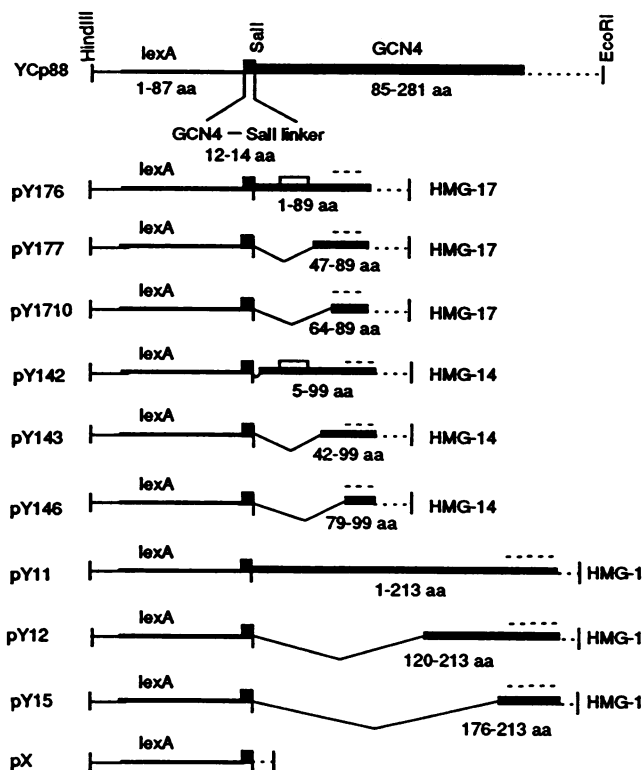 HindIII
SalI
EcoRI
YCp88
lexA
GCN4
1-87 aa
85-281 aa
GCN4 – SalI linker
12-14 aa
pY176
lexA
HMG-17
1-89 aa
pY177
lexA
HMG-17
47-89 aa
pY1710
lexA
HMG-17
64-89 aa
pY142
lexA
HMG-14
5-99 aa
pY143
lexA
HMG-14
42-99 aa
pY146
lexA
HMG-14
79-99 aa
pY11
lexA
HMG-1
1-213 aa
pY12
lexA
HMG-1
120-213 aa
pY15
lexA
HMG-1
176-213 aa
pX
lexA